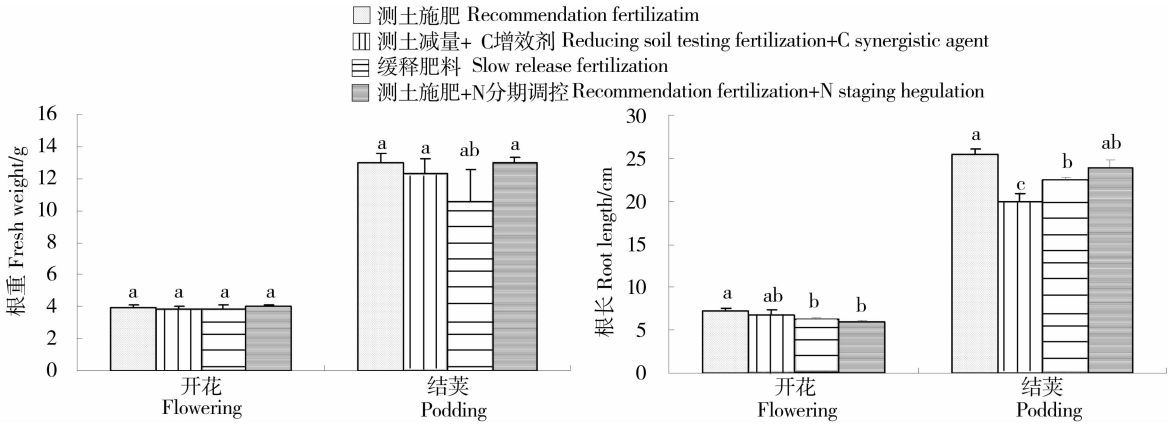 测土施肥 Recommendation fertilizatim
测土减量+ C增效剂 Reducing soil testing fertilization+C synergistic agent
缓释肥料 Slow release fertilization
测土施肥+N分期调控 Recommendation fertilization+N staging hegulation
根重 Fresh weight/g
16
14
12
10
8
6
4
2
0
a a a a
a a ab a
开花
Flowering
结荚
Podding
根长 Root length/cm
30
25
20
15
10
5
0
a ab b b
a c b ab
开花
Flowering
结荚
Podding